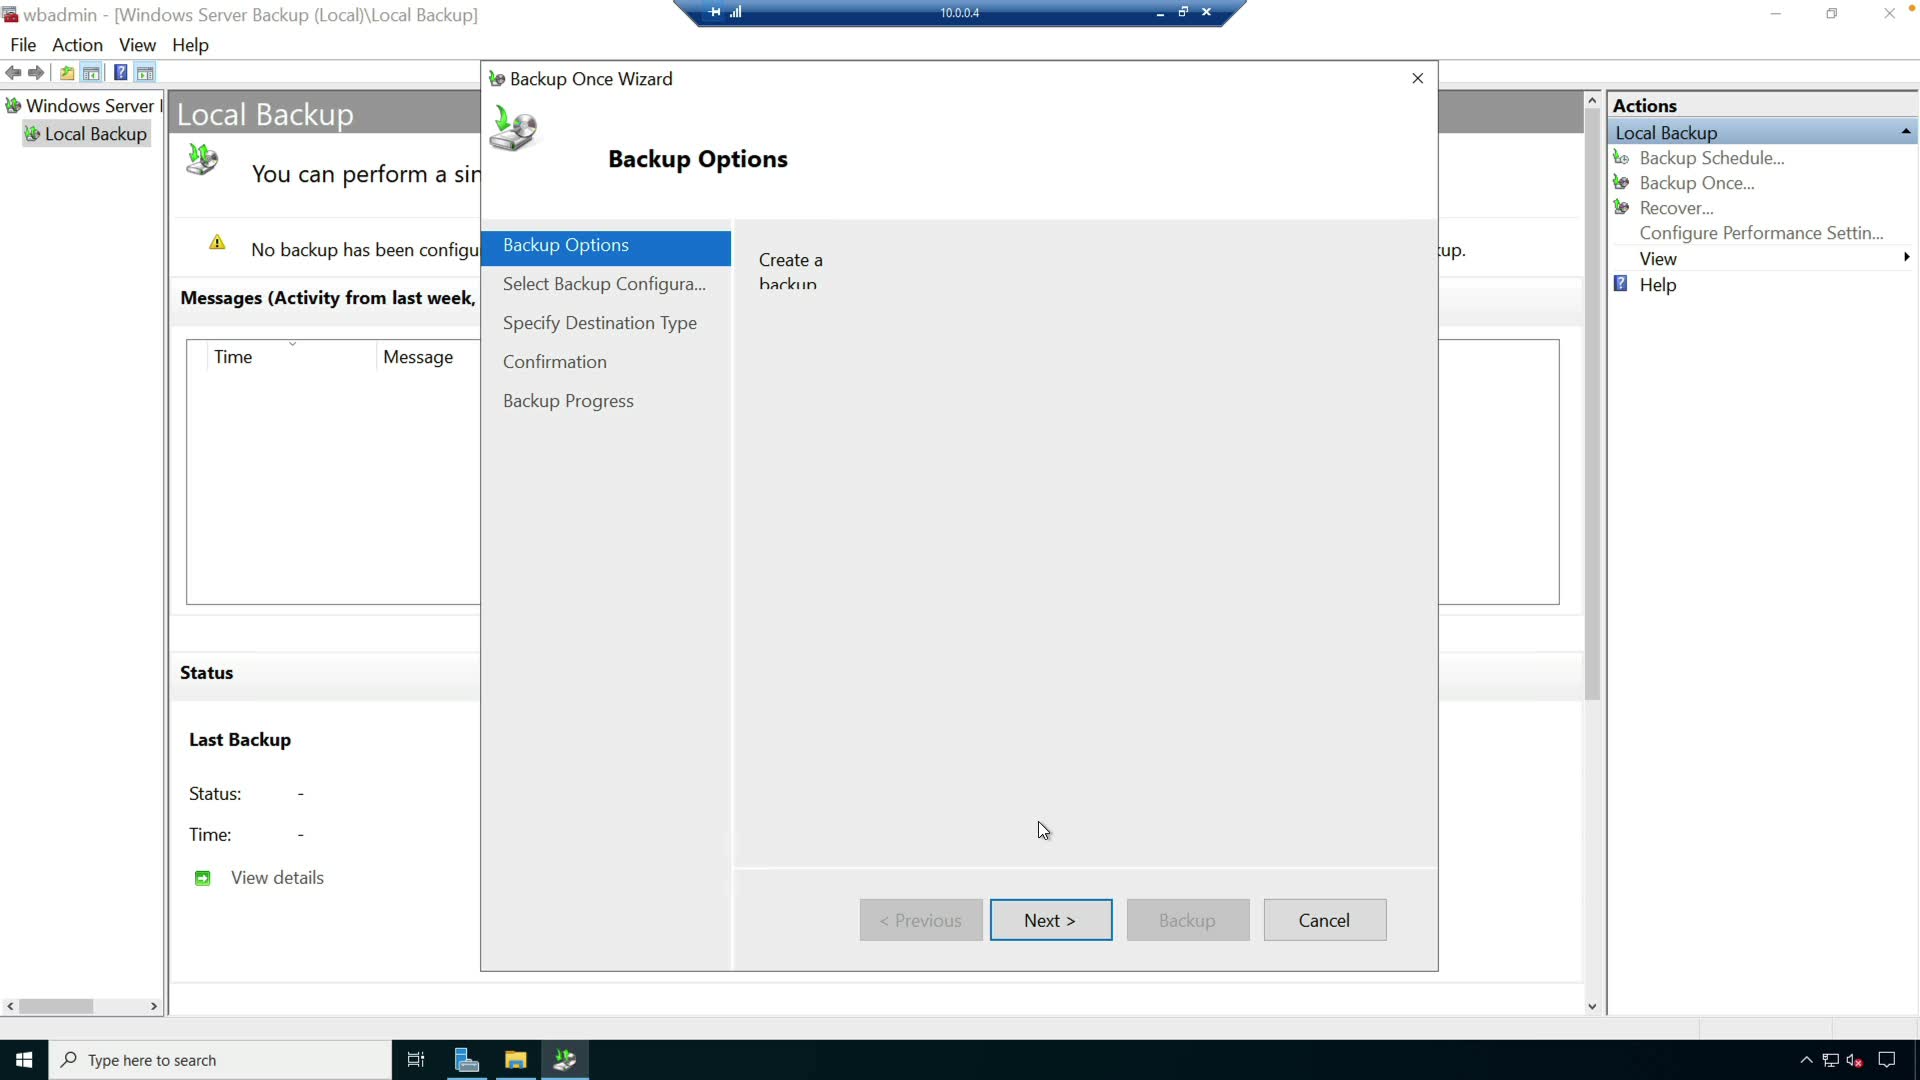 wbadmin - [Windows Server Backup (Local)\Local Backup]
10.0.0.4
File Action View Help
Windows Server
Local Backup
Local Backup
You can perform a sin
No backup has been configu
kup.
Messages (Activity from last week,
Time
Message
Status
Last Backup
Status: -
Time: -
View details
Backup Once Wizard
Backup Options
Backup Options
Select Backup Configura...
Specify Destination Type
Confirmation
Backup Progress
Create a
backup
< Previous
Next >
Backup
Cancel
Actions
Local Backup
Backup Schedule...
Backup Once...
Recover...
Configure Performance Settin...
View
Help
Type here to search